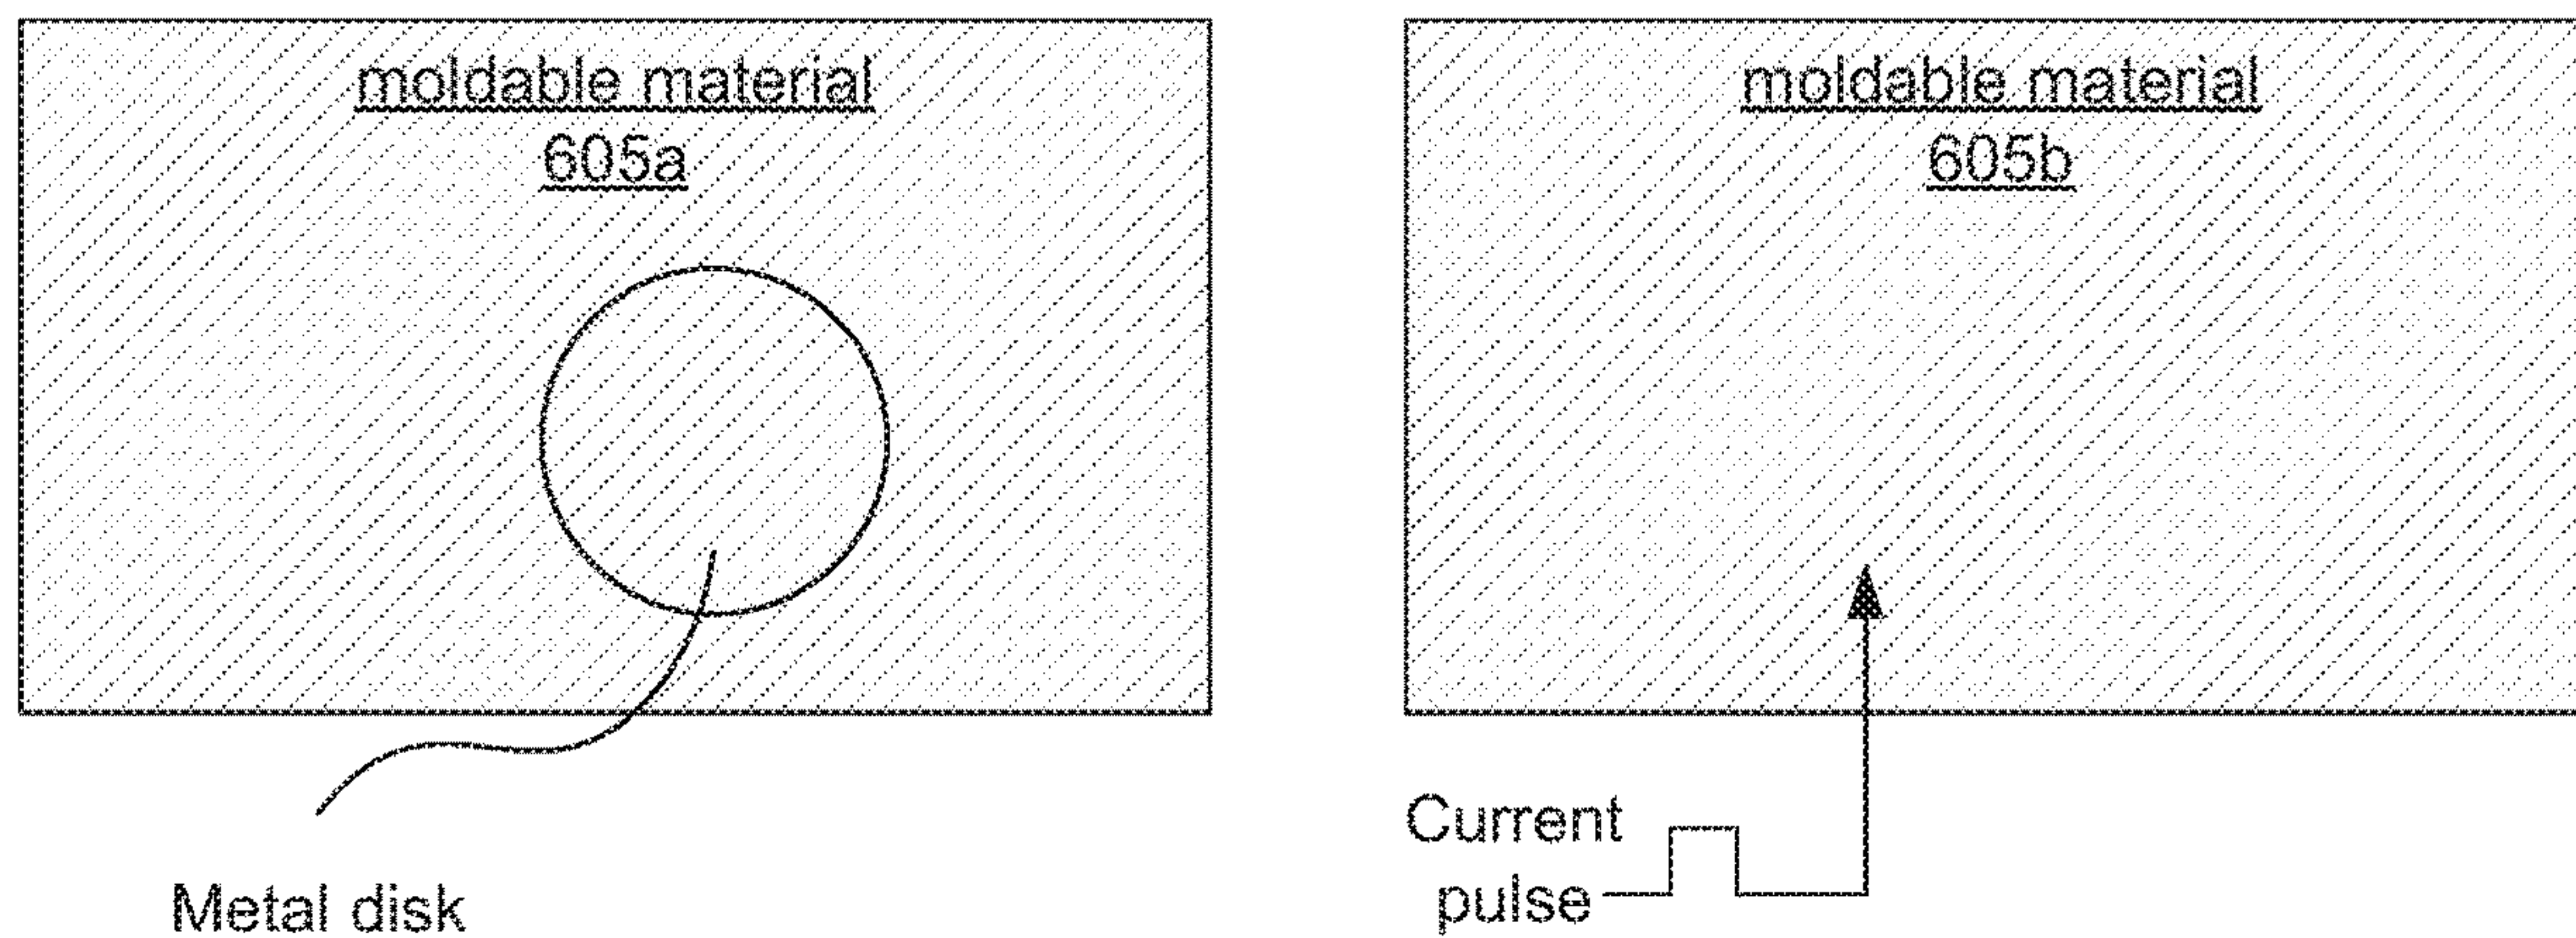 moldable material
605a
Metal disk
moldable material
605b
Current
pulse